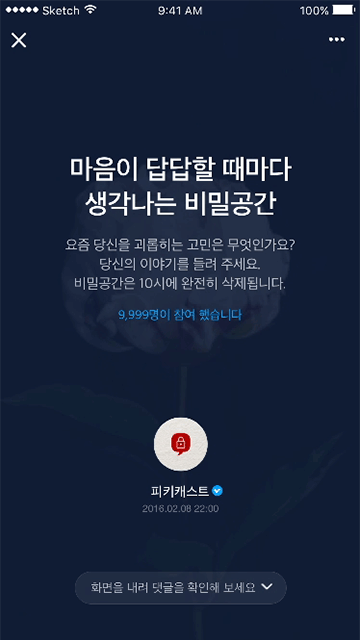 Sketch 9:41 AM 100%
마음이 답답할 때마다
생각나는 비밀공간
요즘 당신을 괴롭히는 고민은 무엇인가요?
당신의 이야기를 들려 주세요.
비밀공간은 10시에 완전히 삭제됩니다.
9,999명이 참여 했습니다
피키캐스트
2016.02.08 22:00
화면을 내려 댓글을 확인해 보세요